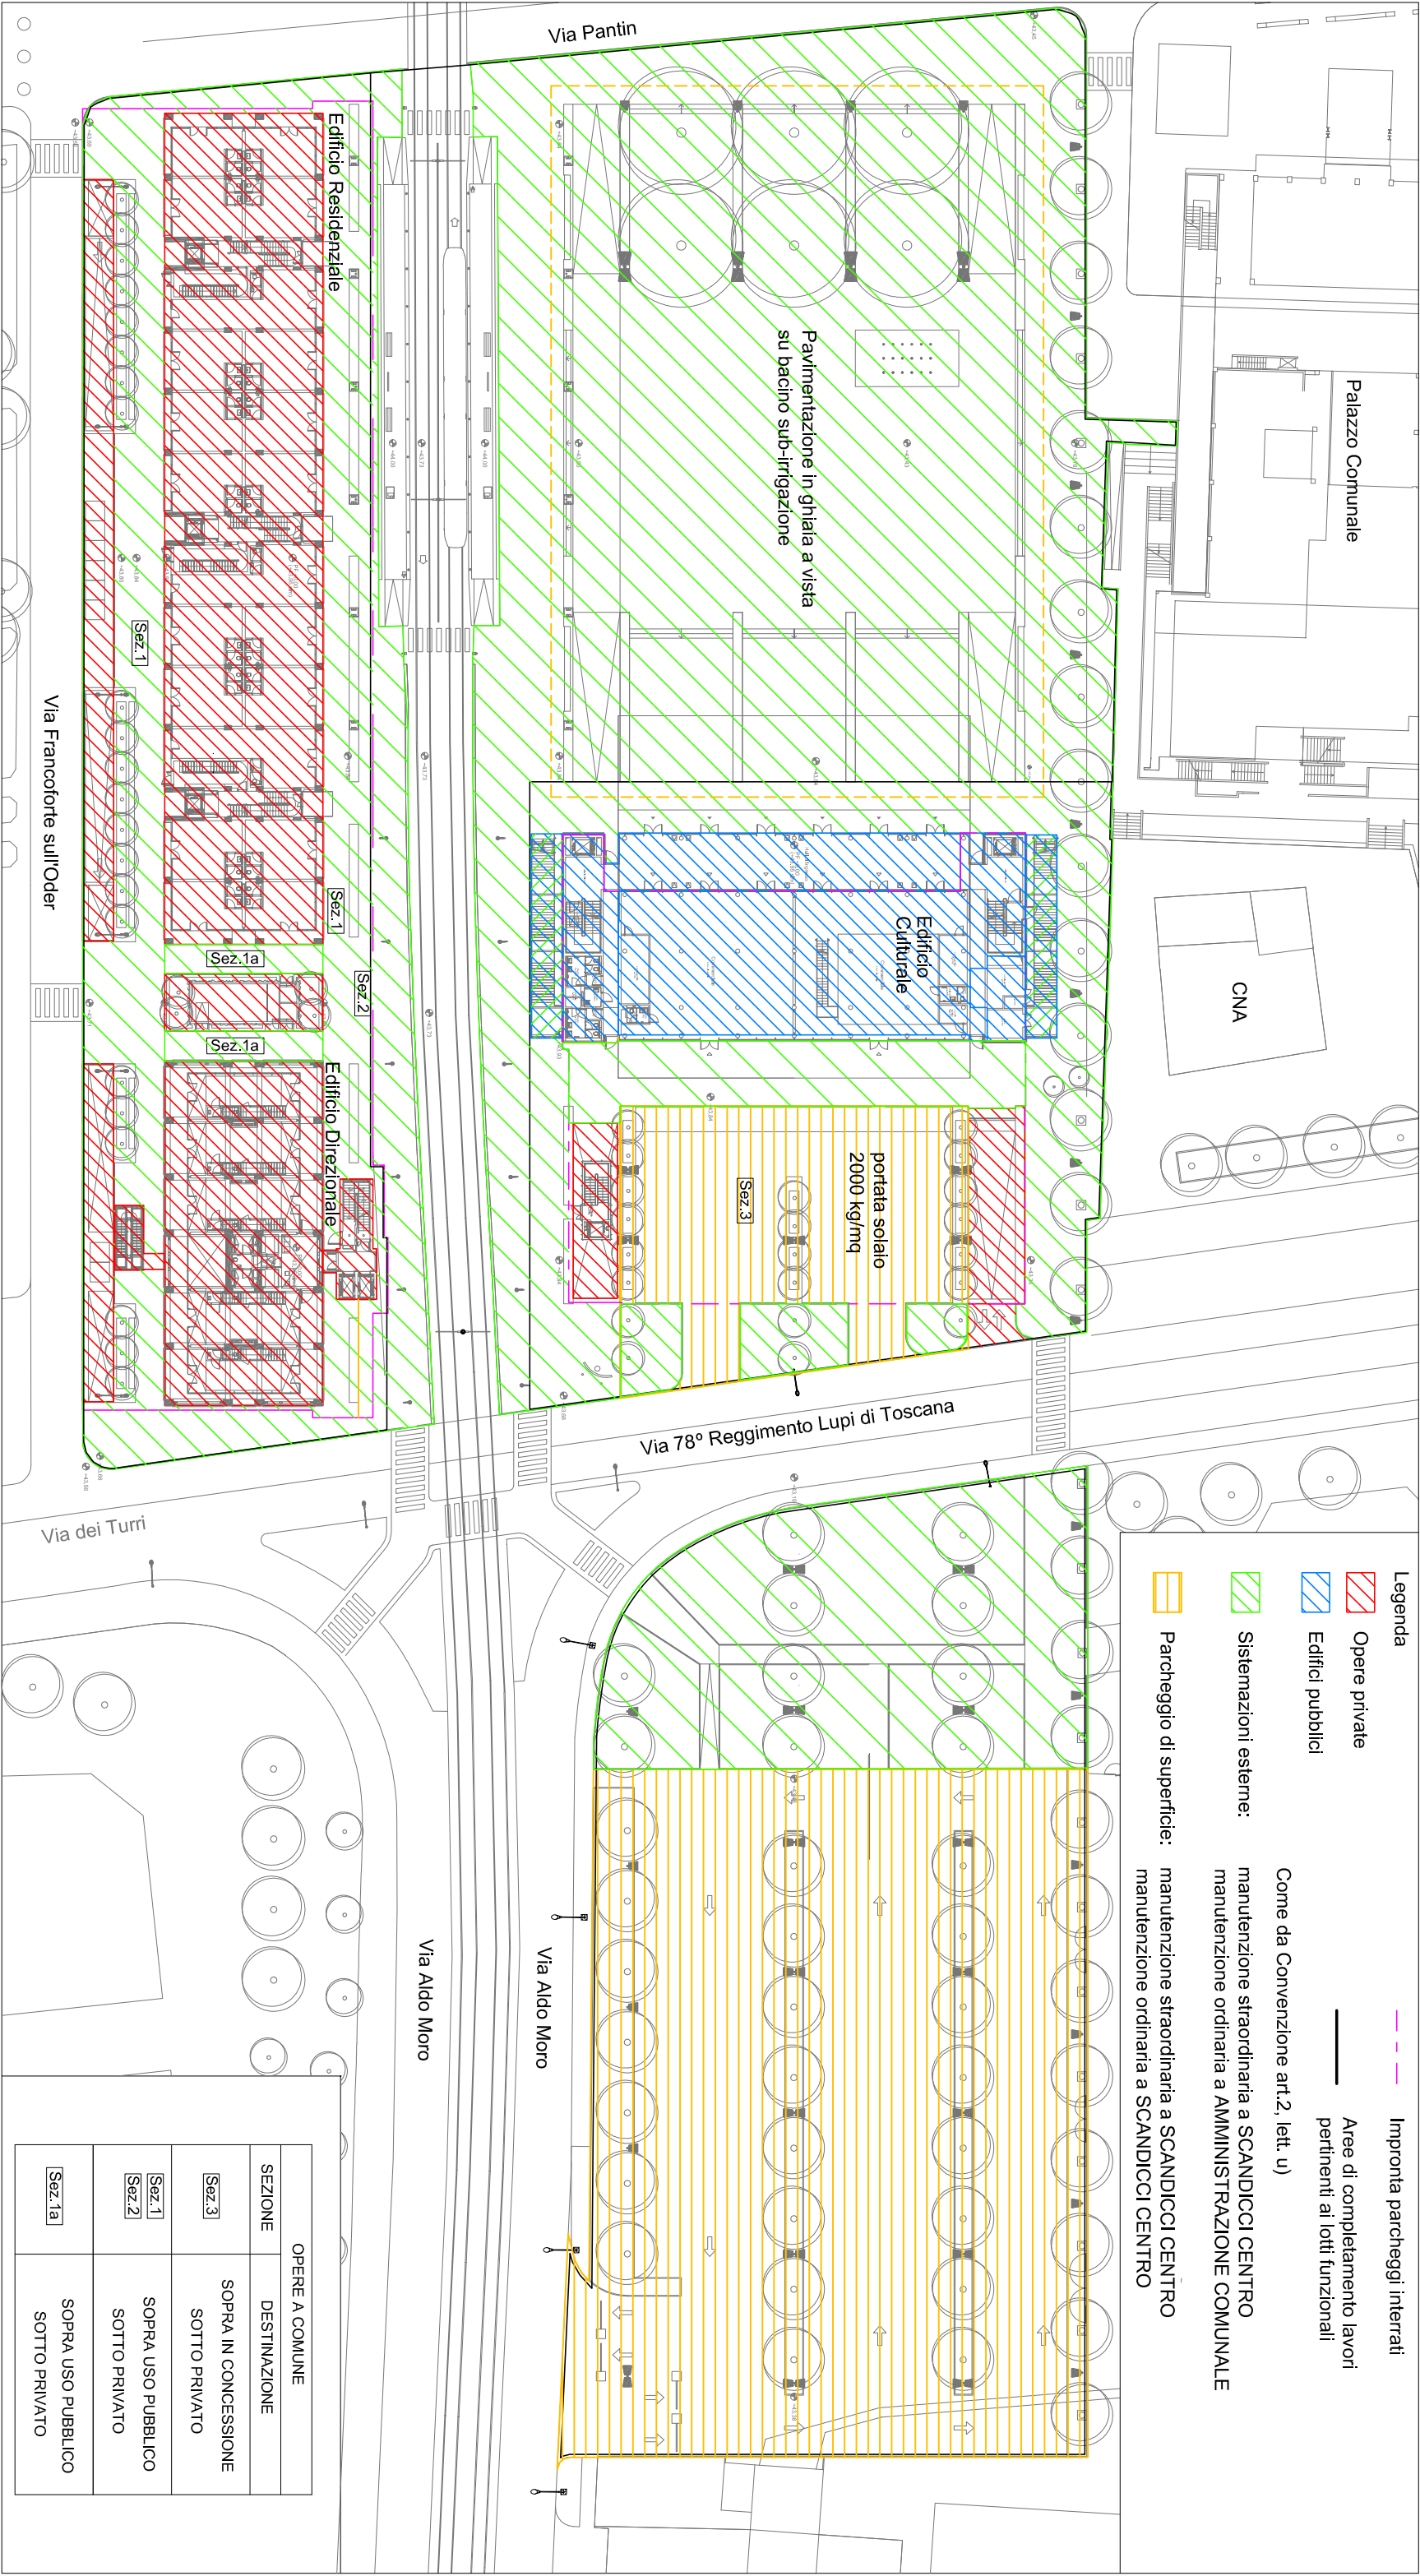 Via Pantin
Palazzo Comunale
Edificio Residenziale
Pavimentazione in ghiaia a vista
su bacino sub-irrigazione
Sez.1
Via Francoforte sull'Oder
Sez.1
Sez.1a
Sez.2
Sez.1a
Edificio
Culturale
CNA
Edificio Direzionale
portata solaio
2000 kg/mq
Sez.3
Via 78º Reggimento Lupi di Toscana
Via dei Turri
Via Aldo Moro
Via Aldo Moro
Legenda
Opere private
Edifici pubblici
Come da Convenzione art.2, lett. u)
Sistemazioni esterne:
manutenzione straordinaria a SCANDICCI CENTRO
manutenzione ordinaria a AMMINISTRAZIONE COMUNALE
Parcheggio di superficie:
manutenzione straordinaria a SCANDICCI CENTRO
manutenzione ordinaria a SCANDICCI CENTRO
Impronta parcheggi interrati
Aree di completamento lavori
pertinenti ai lotti funzionali
OPERE A COMUNE
SEZIONE DESTINAZIONE
Sez.3 SOPRA IN CONCESSIONE
SOTTO PRIVATO
Sez.1 SOPRA USO PUBBLICO
Sez.2 SOTTO PRIVATO
Sez.1a SOPRA USO PUBBLICO
SOTTO PRIVATO